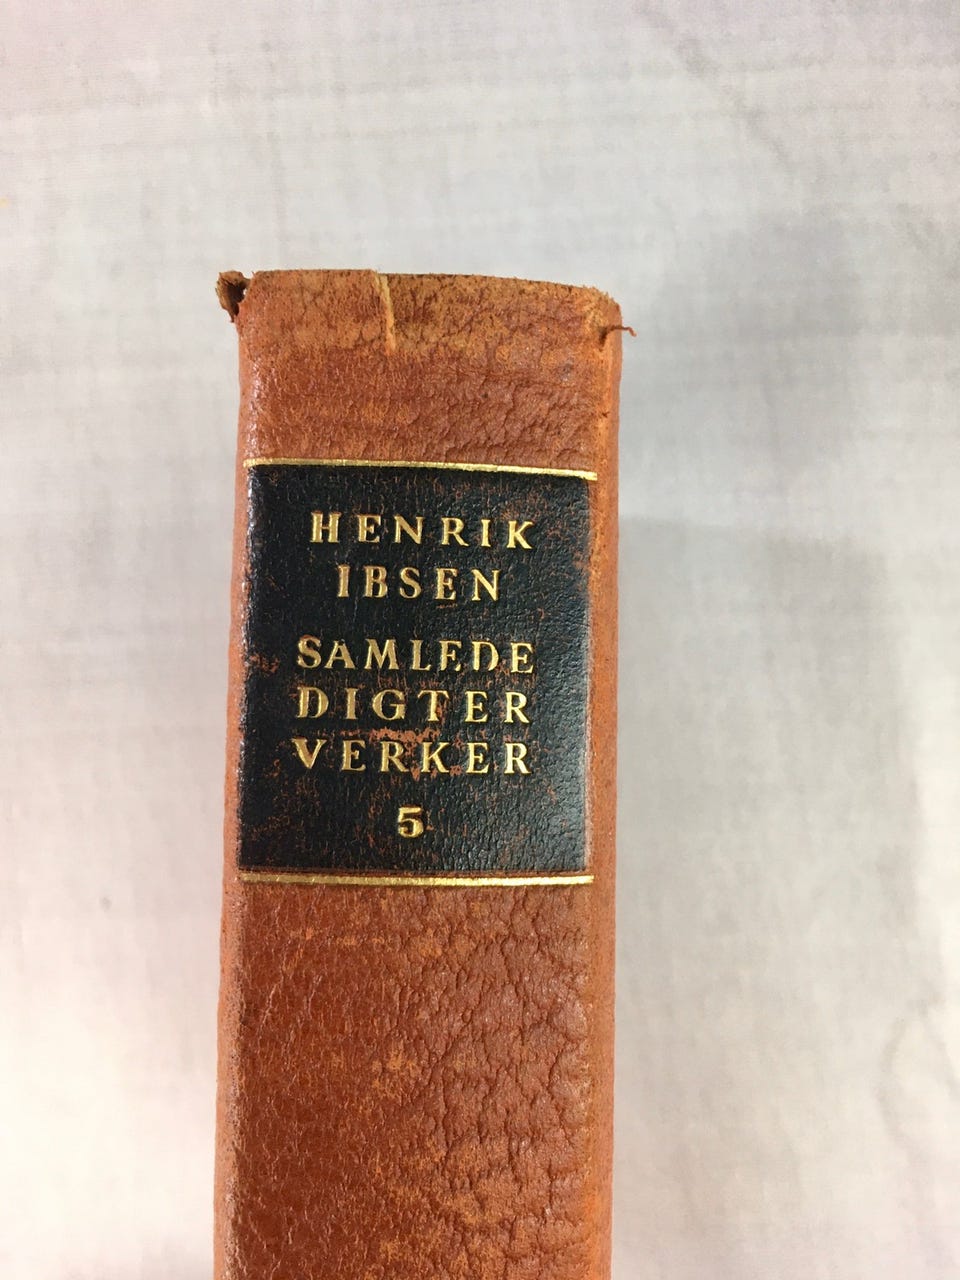 HENRIK
IBSEN
SAMLEDE
DIGTER
VERKER
5